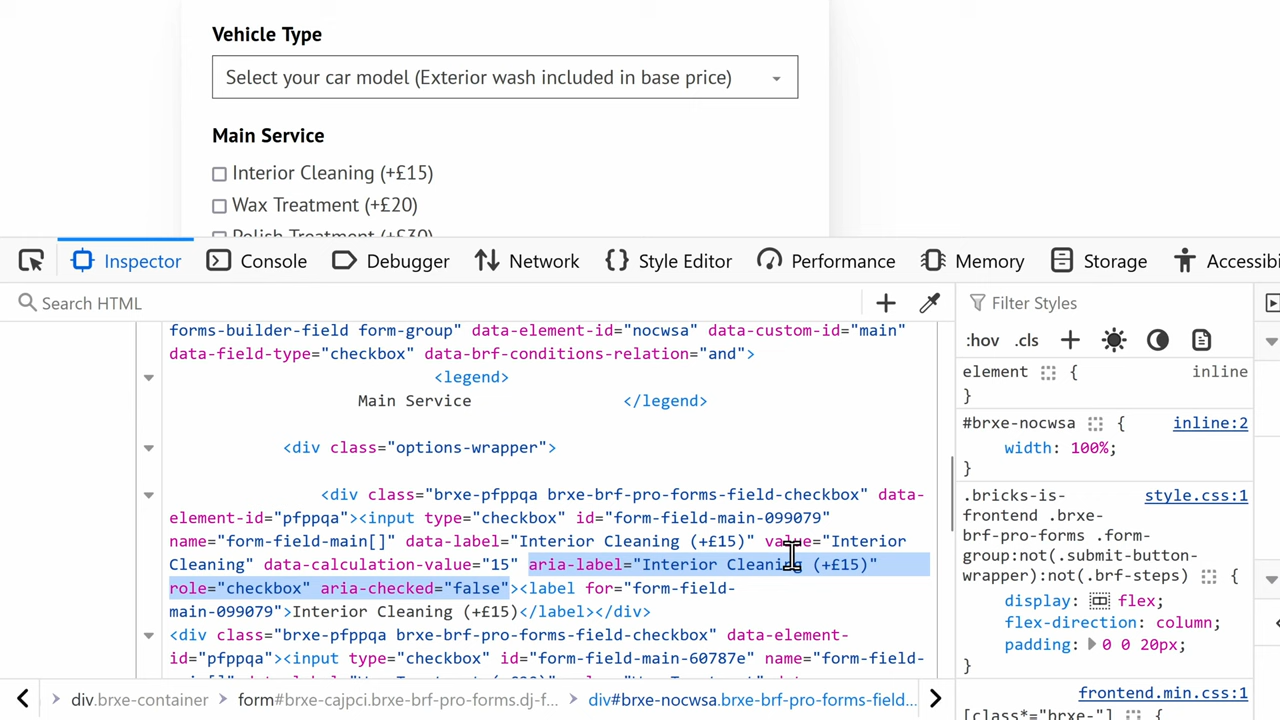 Vehicle Type
Select your car model (Exterior wash included in base price)
Main Service
Interior Cleaning (+£15)
Wax Treatment (+£20)
Polish Treatment (+£30)
Inspector
Console
Debugger
Network
Style Editor
Performance
Memory
Storage
Accessibi
Search HTML
forms-builder-field form-group" data-element-id="nocwsa" data-custom-id="main"
data-field-type="checkbox" data-brf-conditions-relation="and">
<legend>
Main Service </legend>
<div class="options-wrapper">
<div class="brxe-pfppqa brxe-brf-pro-forms-field-checkbox" data-
element-id="pfppqa"><input type="checkbox" id="form-field-main-099079"
name="form-field-main[]" data-label="Interior Cleaning (+£15)" value="Interior
Cleaning" data-calculation-value="15" aria-label="Interior Cleaning (+£15)"
role="checkbox" aria-checked="false"><label for="form-field-
main-099079">Interior Cleaning (+£15)</label></div>
<div class="brxe-pfppqa brxe-brf-pro-forms-field-checkbox" data-element-
id="pfppqa"><input type="checkbox" id="form-field-main-60787e" name="form-field-
Filter Styles
:hov .cls
element { inline
}
#brxe-nocwsa { inline:2
width: 100%;
}
.bricks-is- style.css:1
frontend .brxe-
brf-pro-forms .form-
group:not(.submit-button-
wrapper):not(.brf-steps) {
display: flex;
flex-direction: column;
padding: 0 0 20px;
}
frontend.min.css:1
[class*="brxe-"] {
div.brxe-container
form#brxe-cajpci.brxe-brf-pro-forms.dj-f...
div#brxe-nocwsa.brxe-brf-pro-forms-field...